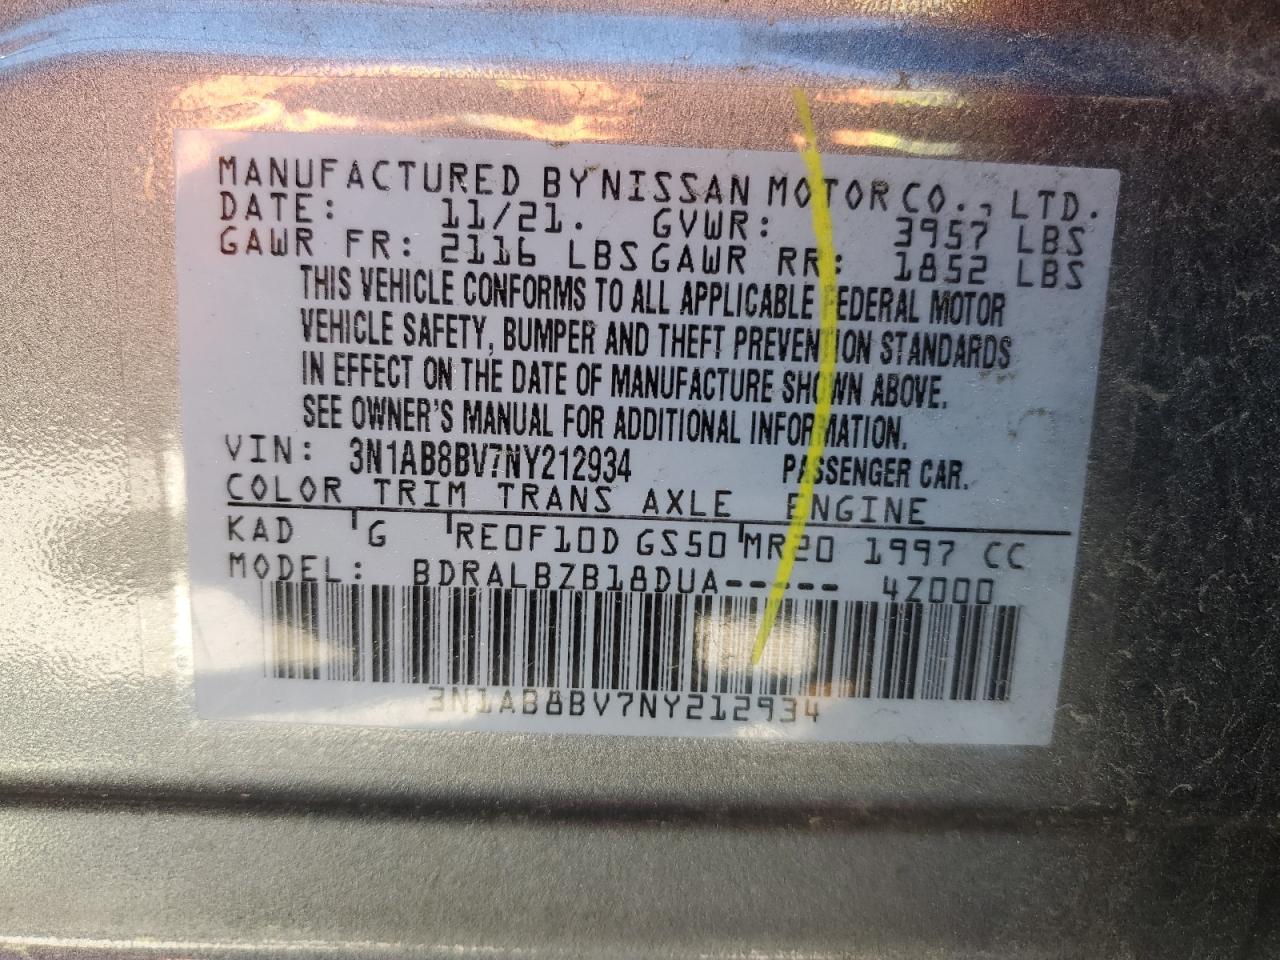 MANUFACTURED BY NISSAN MOTOR CO., LTD.
DATE: 11/21. GVWR: 3957 LBS
GAWR FR: 2116 LBS GAWR RR: 1852 LBS
THIS VEHICLE CONFORMS TO ALL APPLICABLE FEDERAL MOTOR
VEHICLE SAFETY, BUMPER AND THEFT PREVENTION STANDARDS
IN EFFECT ON THE DATE OF MANUFACTURE SHOWN ABOVE.
SEE OWNER'S MANUAL FOR ADDITIONAL INFORMATION.
VIN: 3N1AB8BV7NY212934 PASSENGER CAR.
COLOR TRIM TRANS AXLE ENGINE
KAD G RE0F10D GS50 MR20 1997 CC
MODEL: BDRALBZB18DUA----- 4Z000
3N1AB8BV7NY212934